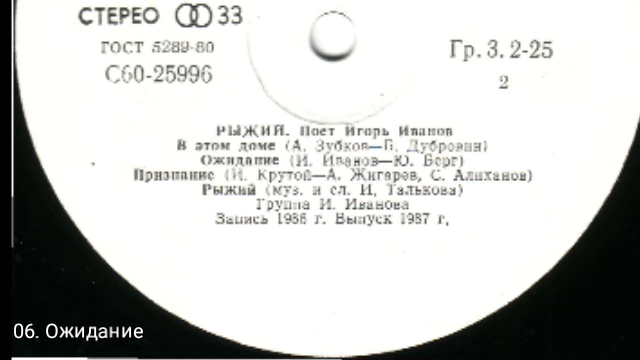 СТЕРЕО 33
ГОСТ 5289-80
С60-25996
Гр. 3. 2-25
2
РЫЖИЙ. Поет Игорь Иванов
В этом доме (А. Зубков—Б. Дубровин)
Ожидание (И. Иванов—Ю. Берг)
Признание (И. Крутой—А. Жигарев, С. Алиханов)
Рыжий (муз. и сл. И. Талькова)
Группа И. Иванова
Запись 1986 г. Выпуск 1987 г.
06. Ожидание